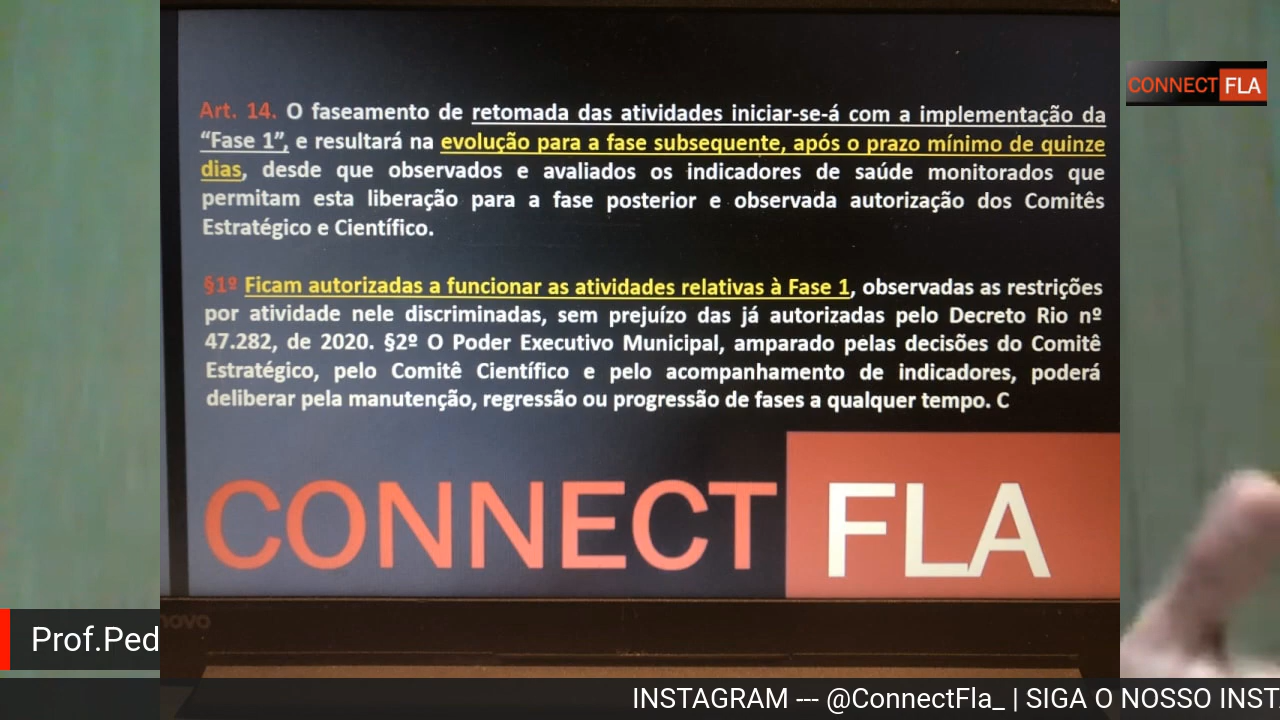 CONNECT FLA
Art. 14. O faseamento de retomada das atividades iniciar-se-á com a implementação da
“Fase 1”, e resultará na evolução para a fase subsequente, após o prazo mínimo de quinze
dias, desde que observados e avaliados os indicadores de saúde monitorados que
permitam esta liberação para a fase posterior e observada autorização dos Comitês
Estratégico e Científico.
§1º Ficam autorizadas a funcionar as atividades relativas à Fase 1, observadas as restrições
por atividade nele discriminadas, sem prejuízo das já autorizadas pelo Decreto Rio nº
47.282, de 2020. §2º O Poder Executivo Municipal, amparado pelas decisões do Comitê
Estratégico, pelo Comitê Científico e pelo acompanhamento de indicadores, poderá
deliberar pela manutenção, regressão ou progressão de fases a qualquer tempo. C
CONNECT FLA
novo
Prof.Ped
INSTAGRAM --- @ConnectFla_ | SIGA O NOSSO INST